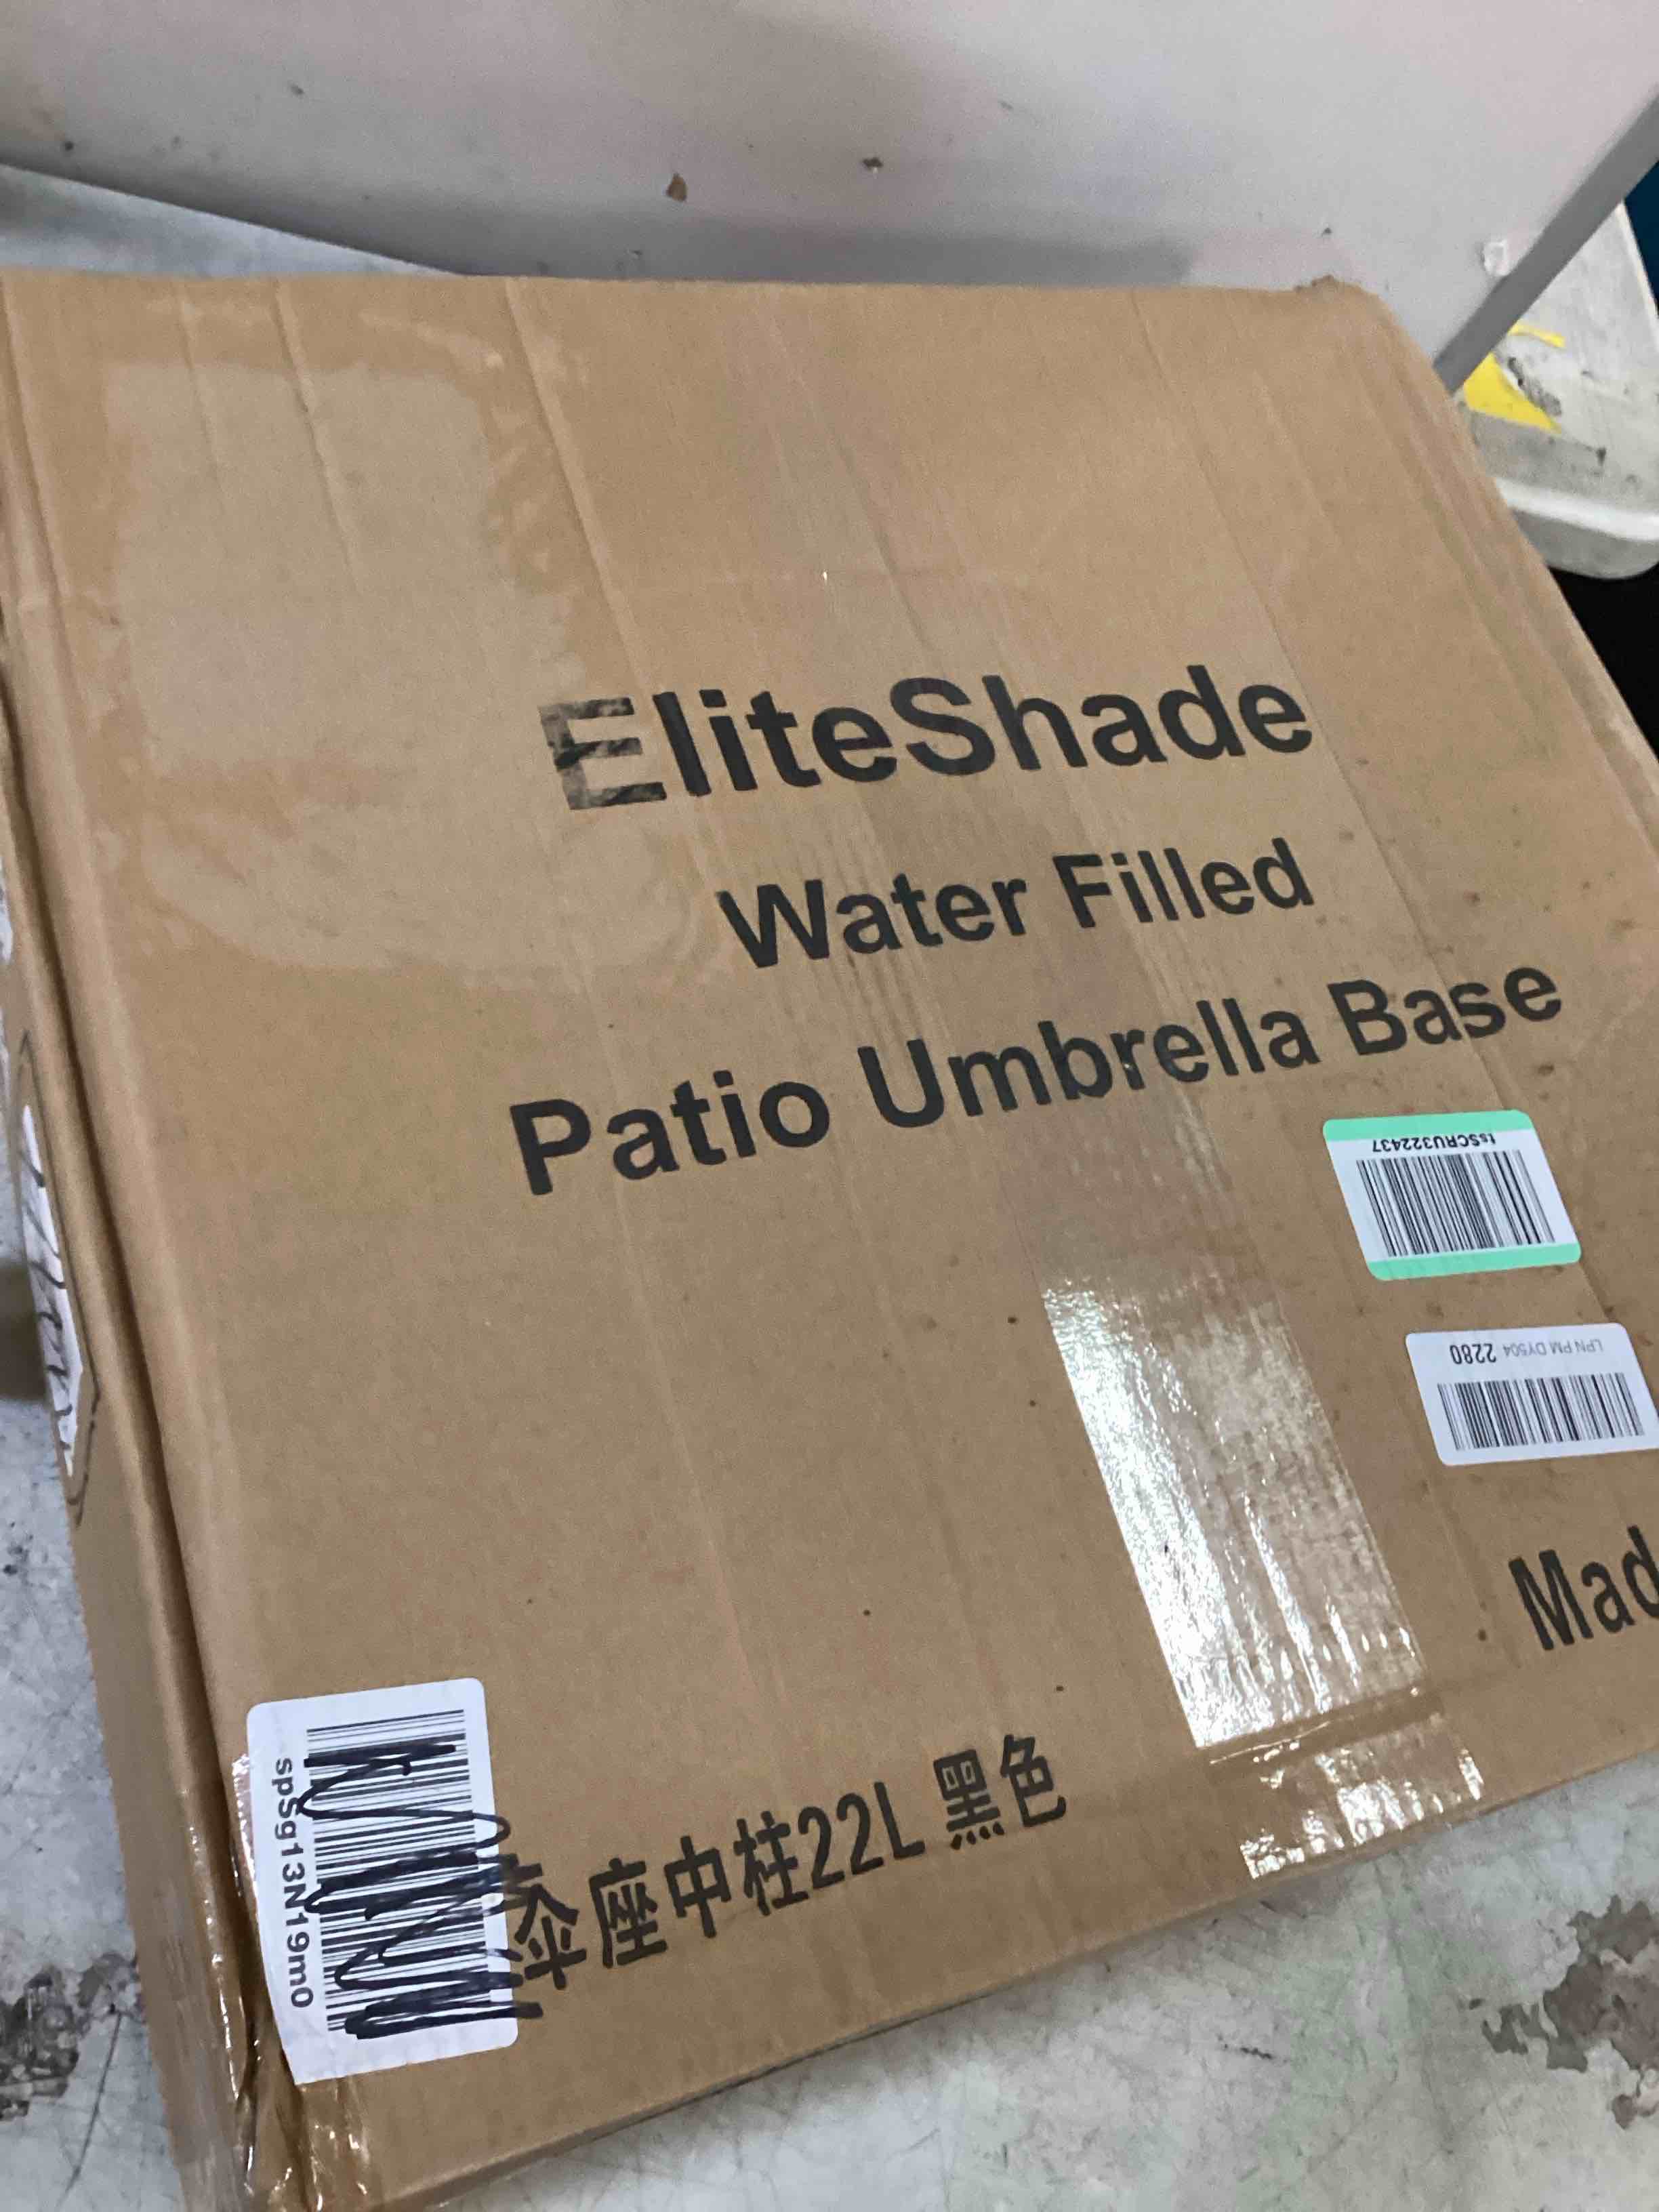 EliteShade
Water Filled
Patio Umbrella Base
tsSCRU322437
LPN PM DY504 2280
Mad
spSg13N19m0
伞座中柱22L 黑色